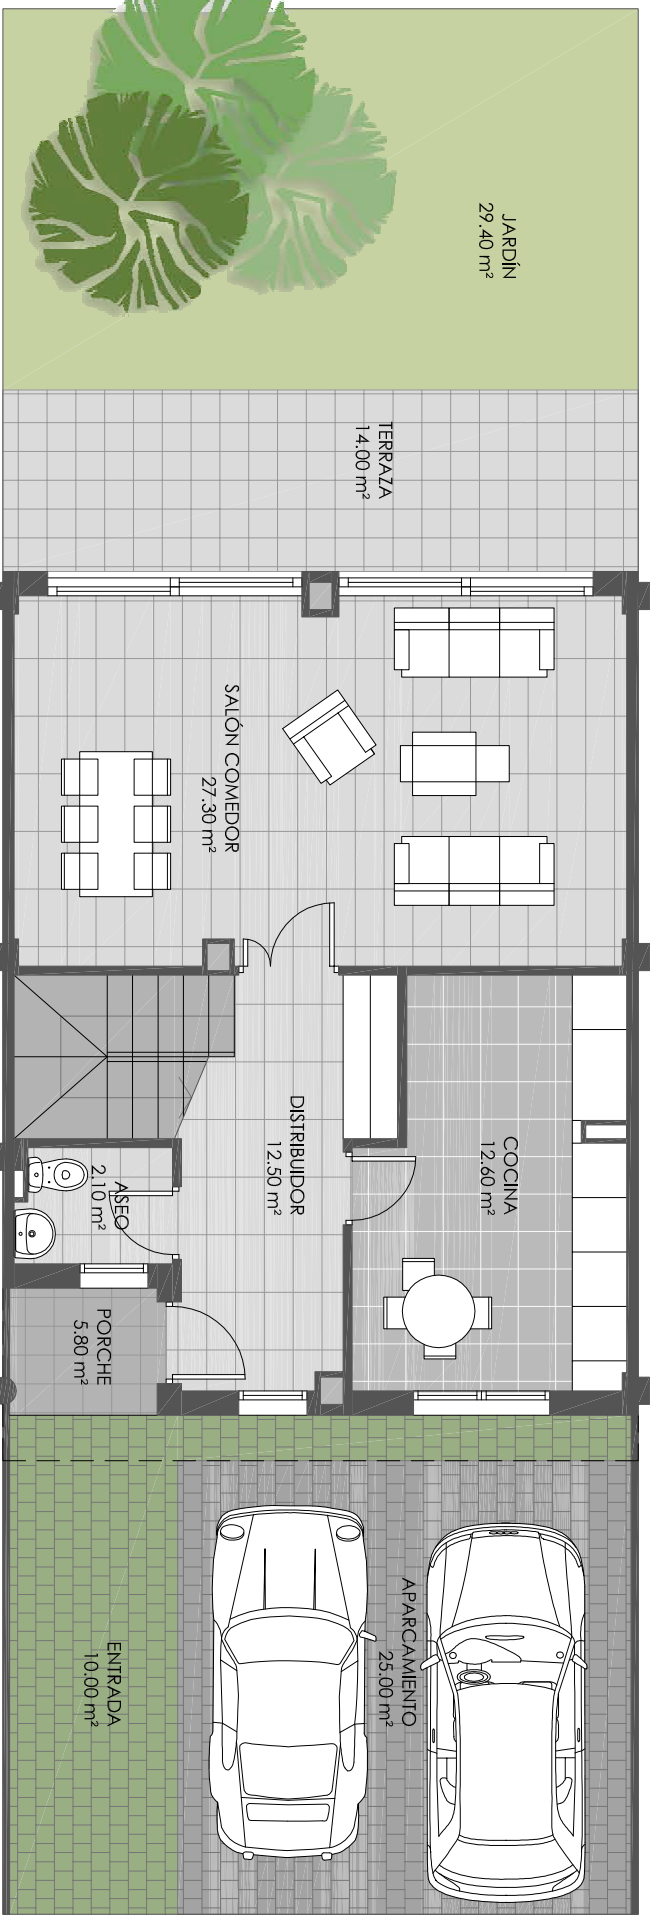 JARDÍN
29.40 m²
TERRAZA
14.00 m²
SALÓN COMEDOR
27.30 m²
DISTRIBUIDOR
12.50 m²
COCINA
12.60 m²
ASEO
2.10 m²
PORCHE
5.80 m²
APARCAMIENTO
25.00 m²
ENTRADA
10.00 m²